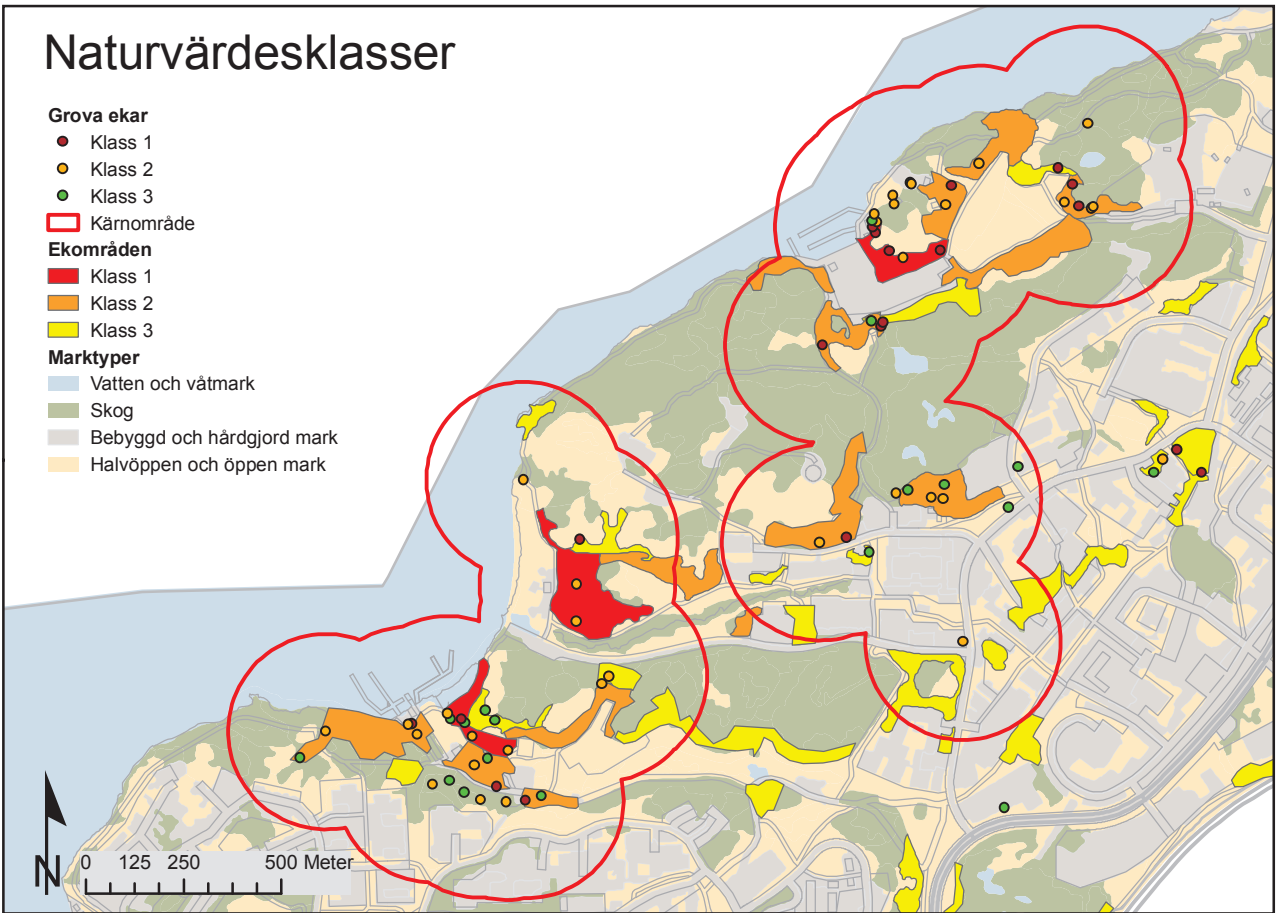 Naturvärdesklasser
Grova ekar
Klass 1
Klass 2
Klass 3
Kärnområde
Ekområden
Klass 1
Klass 2
Klass 3
Marktyper
Vatten och våtmark
Skog
Bebyggd och hårdgjord mark
Halvöppen och öppen mark
N
0 125 250 500 Meter